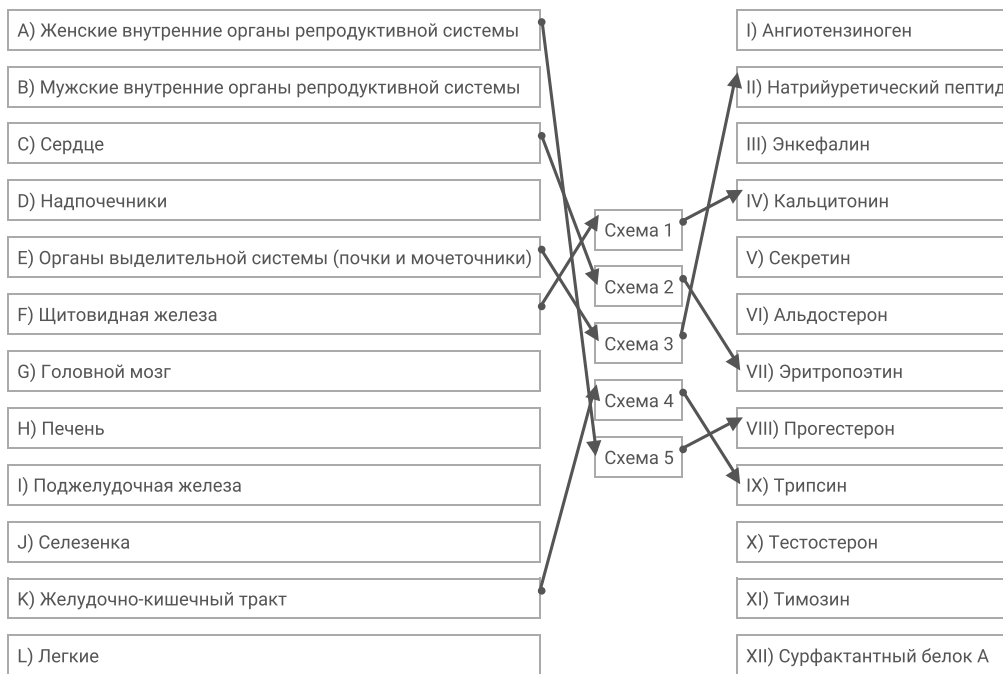 A) Женские внутренние органы репродуктивной системы
B) Мужские внутренние органы репродуктивной системы
C) Сердце
D) Надпочечники
E) Органы выделительной системы (почки и мочеточники)
F) Щитовидная железа
G) Головной мозг
H) Печень
I) Поджелудочная железа
J) Селезенка
K) Желудочно-кишечный тракт
L) Легкие
Схема 1
Схема 2
Схема 3
Схема 4
Схема 5
I) Ангиотензиноген
II) Натрийуретический пептид
III) Энкефалин
IV) Кальцитонин
V) Секретин
VI) Альдостерон
VII) Эритропоэтин
VIII) Прогестерон
IX) Трипсин
X) Тестостерон
XI) Тимозин
XII) Сурфактантный белок А